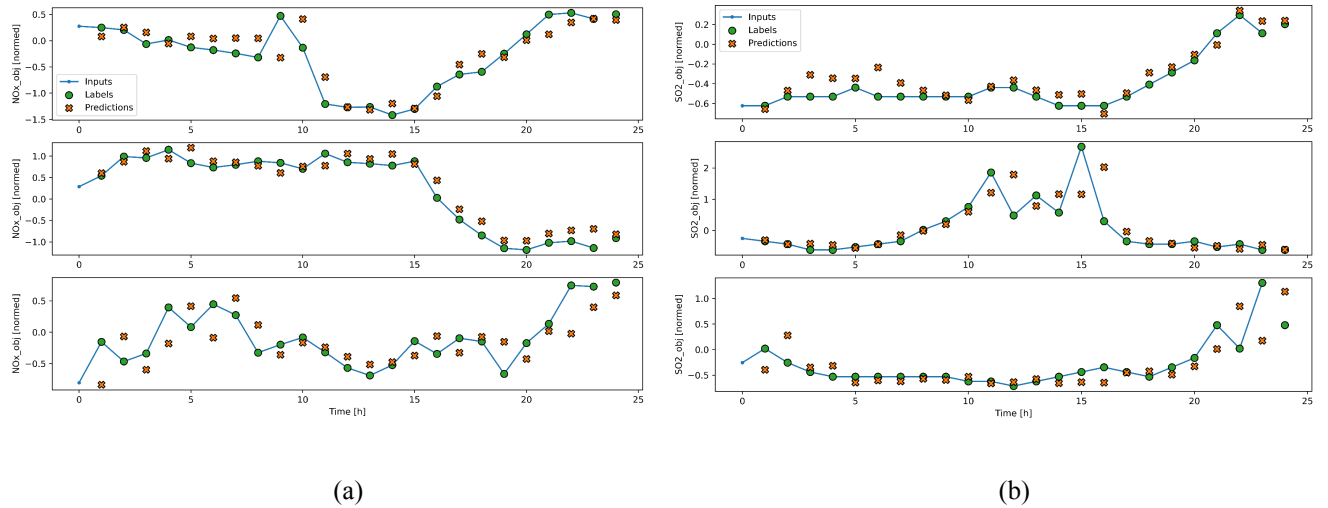 0.5
0.0
−0.5
−1.0
−1.5
NOx_obj [normed]
Inputs
Labels
Predictions
0 5 10 15 20 25
1.0
0.5
0.0
−0.5
−1.0
NOx_obj [normed]
0 5 10 15 20 25
0.5
0.0
−0.5
NOx_obj [normed]
0 5 10 15 20 25
Time [h]
(a)
0.2
0.0
−0.2
−0.4
−0.6
SO2_obj [normed]
Inputs
Labels
Predictions
0 5 10 15 20 25
2
1
0
SO2_obj [normed]
0 5 10 15 20 25
1.0
0.5
0.0
−0.5
SO2_obj [normed]
0 5 10 15 20 25
Time [h]
(b)